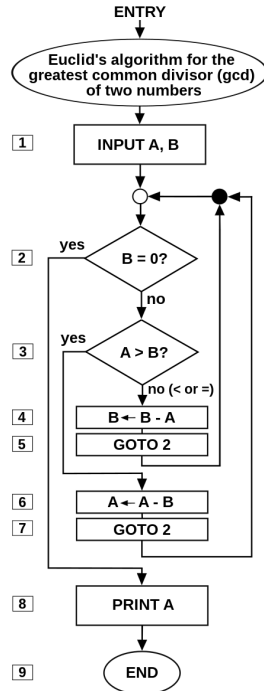 ENTRY
Euclid's algorithm for the
greatest common divisor (gcd)
of two numbers
1
INPUT A, B
2
yes
B = 0?
no
3
yes
A > B?
no (< or =)
4
B← B - A
5
GOTO 2
6
A← A - B
7
GOTO 2
8
PRINT A
9
END